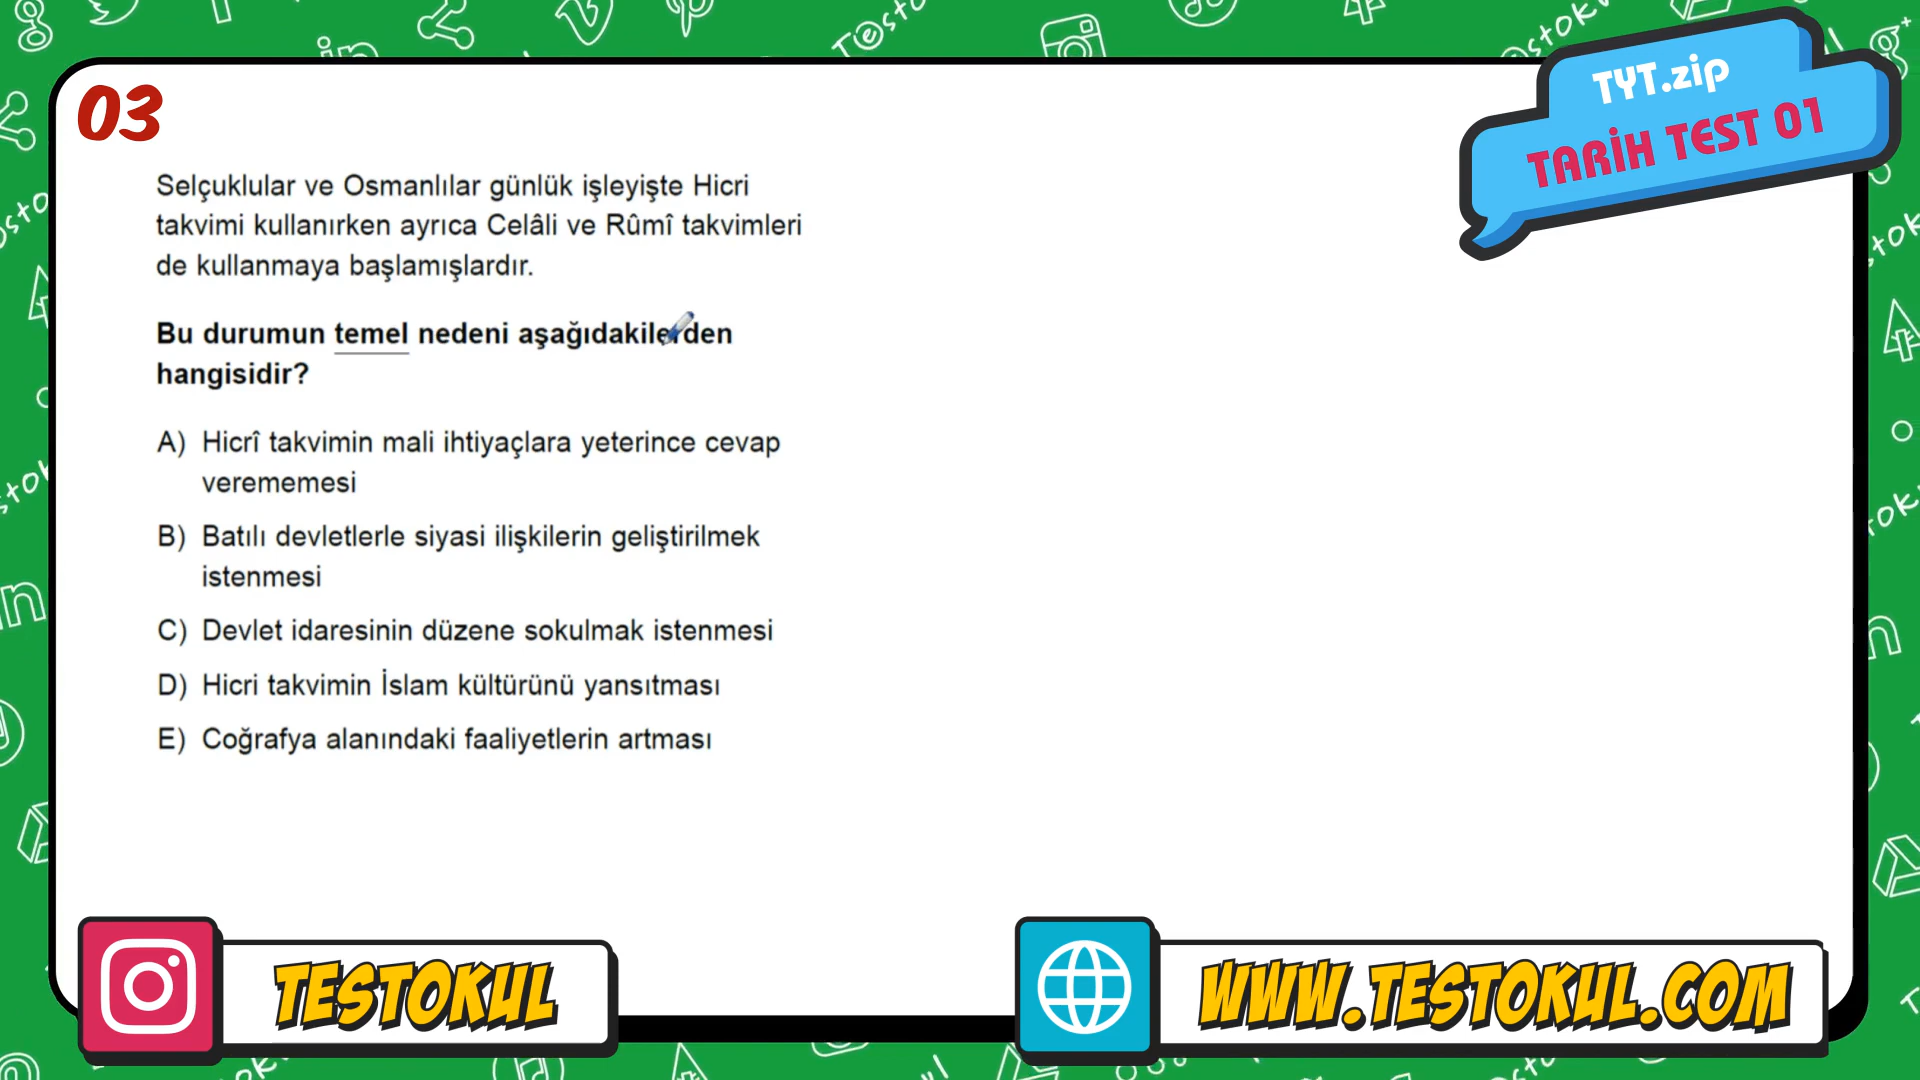 03
TYT.zip
TARİH TEST 01
Selçuklular ve Osmanlılar günlük işleyişte Hicri
takvimi kullanırken ayrıca Celâli ve Rûmî takvimleri
de kullanmaya başlamışlardır.
Bu durumun temel nedeni aşağıdakilerden
hangisidir?
A) Hicrî takvimin mali ihtiyaçlara yeterince cevap
verememesi
B) Batılı devletlerle siyasi ilişkilerin geliştirilmek
istenmesi
C) Devlet idaresinin düzene sokulmak istenmesi
D) Hicri takvimin İslam kültürünü yansıtması
E) Coğrafya alanındaki faaliyetlerin artması
TESTOKUL
WWW.TESTOKUL.COM